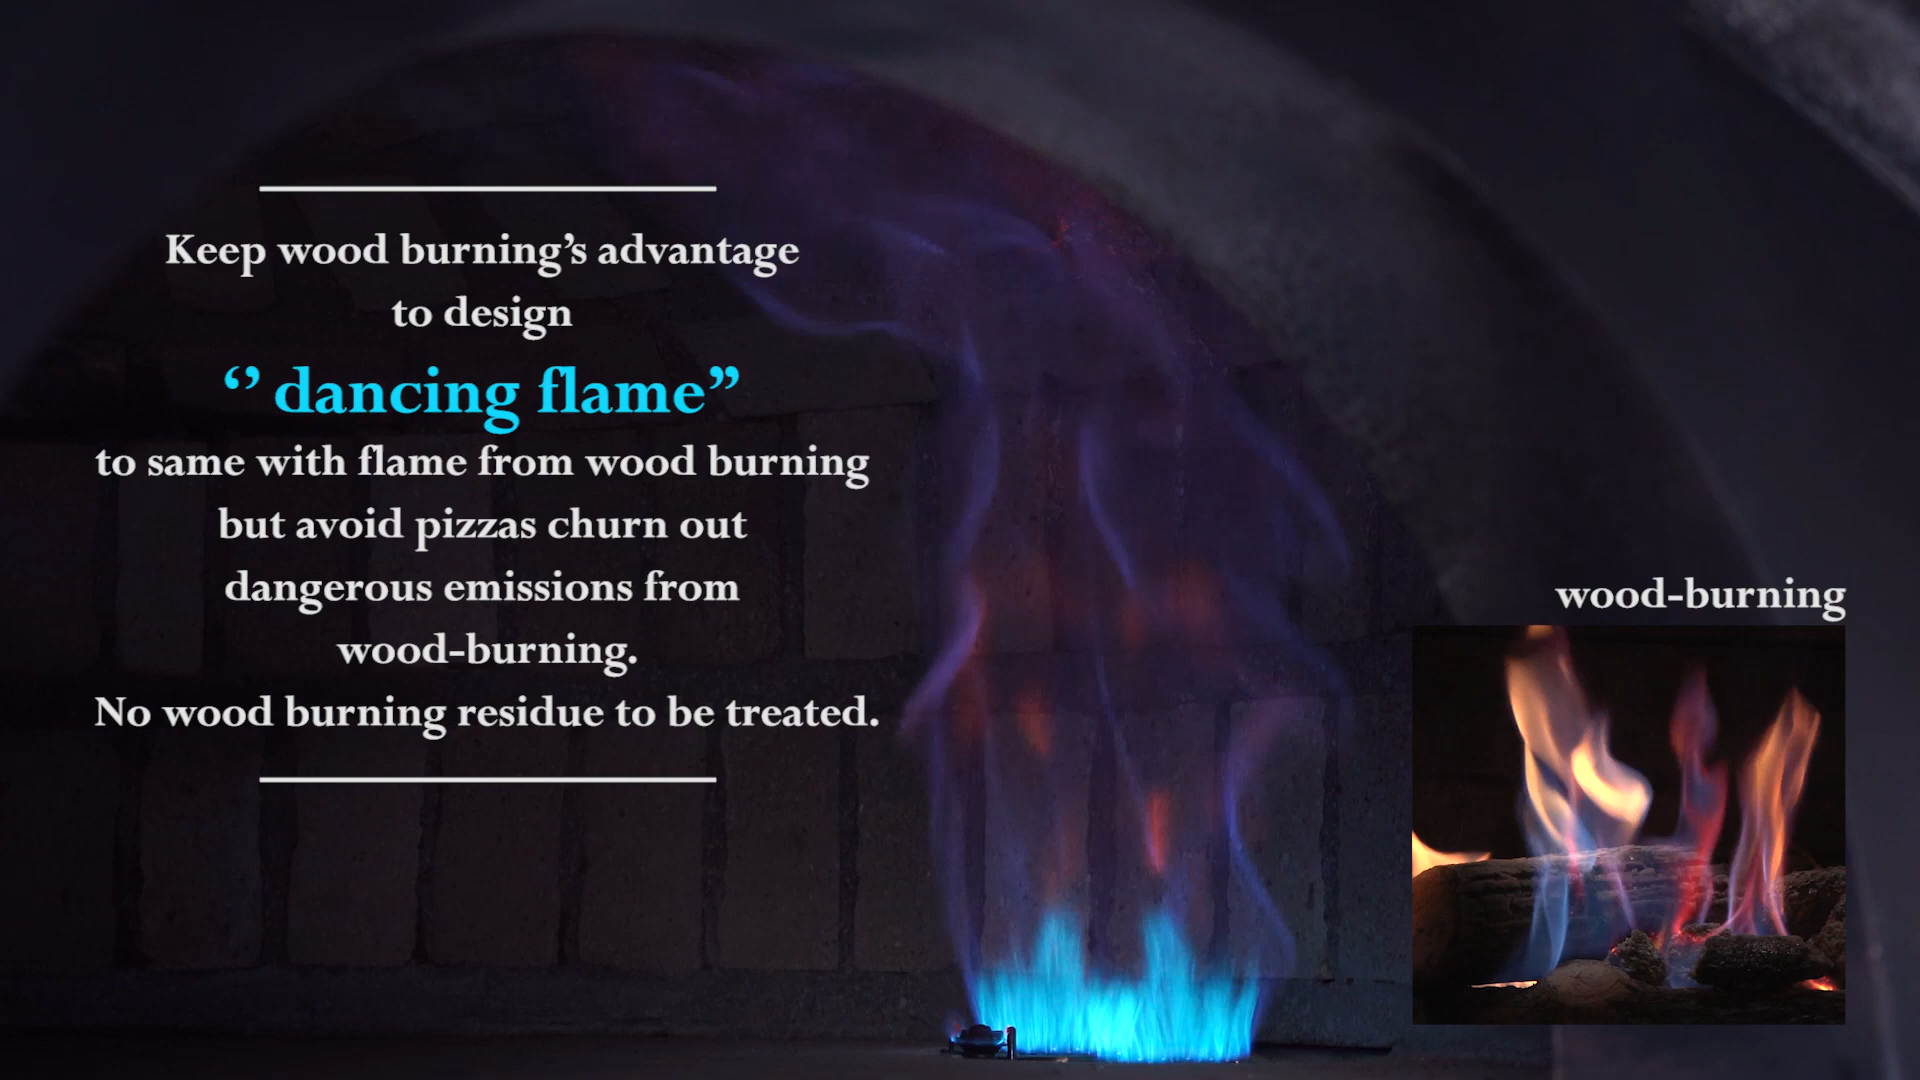 Keep wood burning’s advantage
to design
‘’ dancing flame”
to same with flame from wood burning
but avoid pizzas churn out
dangerous emissions from
wood-burning.
No wood burning residue to be treated.
wood-burning